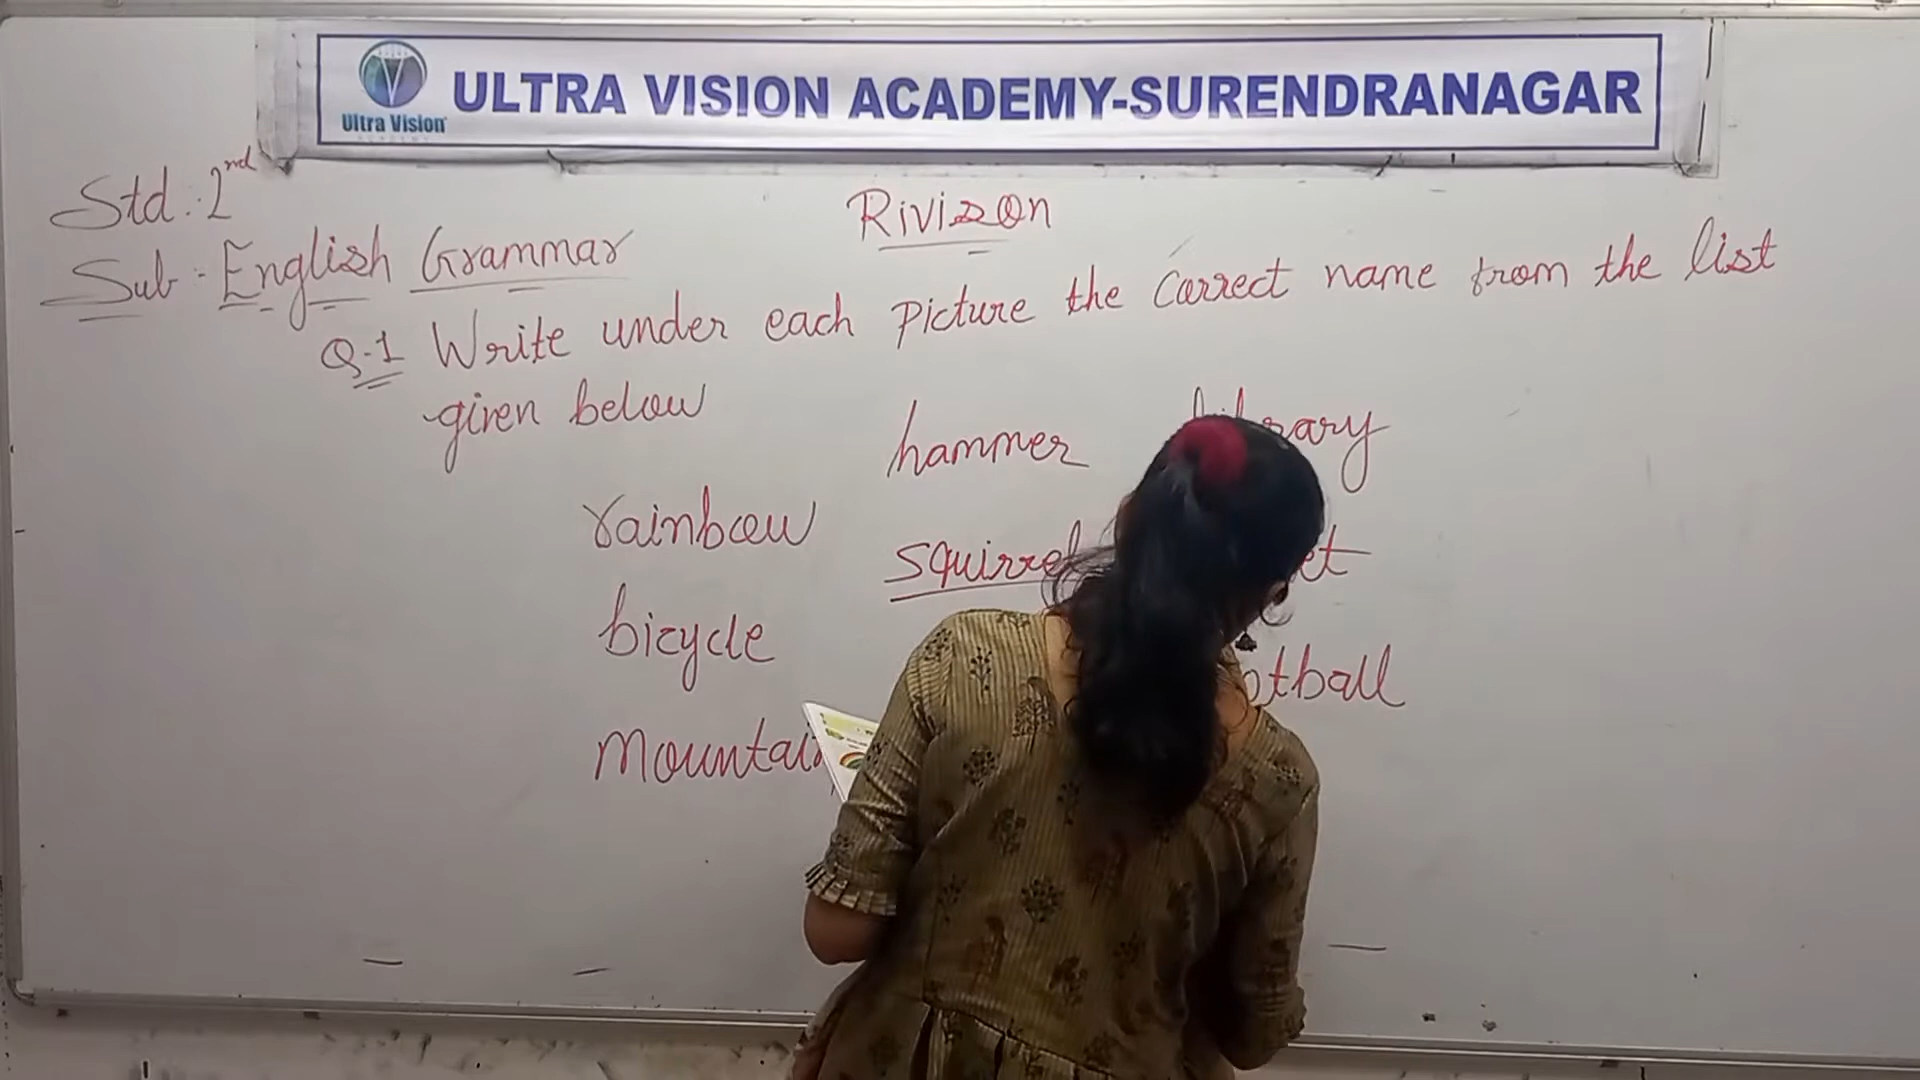 ULTRA VISION ACADEMY-SURENDRANAGAR
Ultra Vision
Std : 2nd
Rivizon
Sub - English Grammar
Q.1 Write under each picture the correct name from the list
given below
hammer
rainbow
squirrel
bicycle
mountain